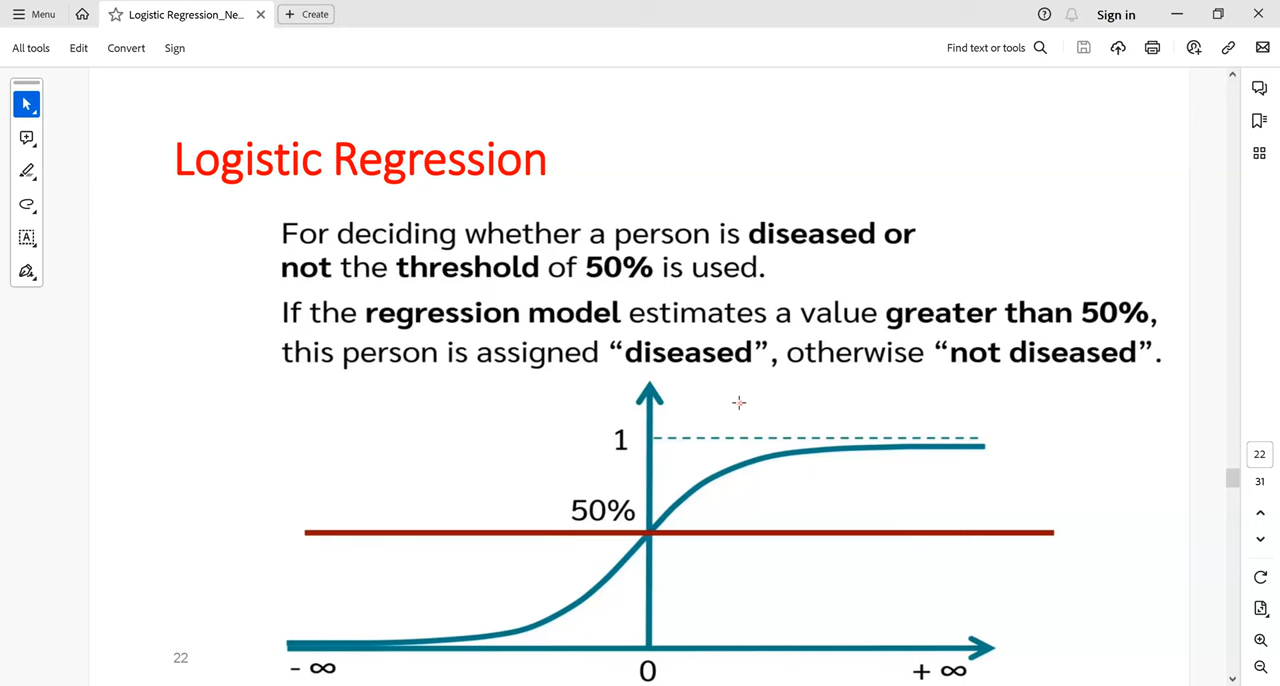 Menu
Logistic Regression_Ne...
Create
Sign in
All tools
Edit
Convert
Sign
Find text or tools
Logistic Regression
For deciding whether a person is diseased or
not the threshold of 50% is used.
If the regression model estimates a value greater than 50%,
this person is assigned “diseased”, otherwise “not diseased”.
1
50%
- ∞
0
+ ∞
22
22
31